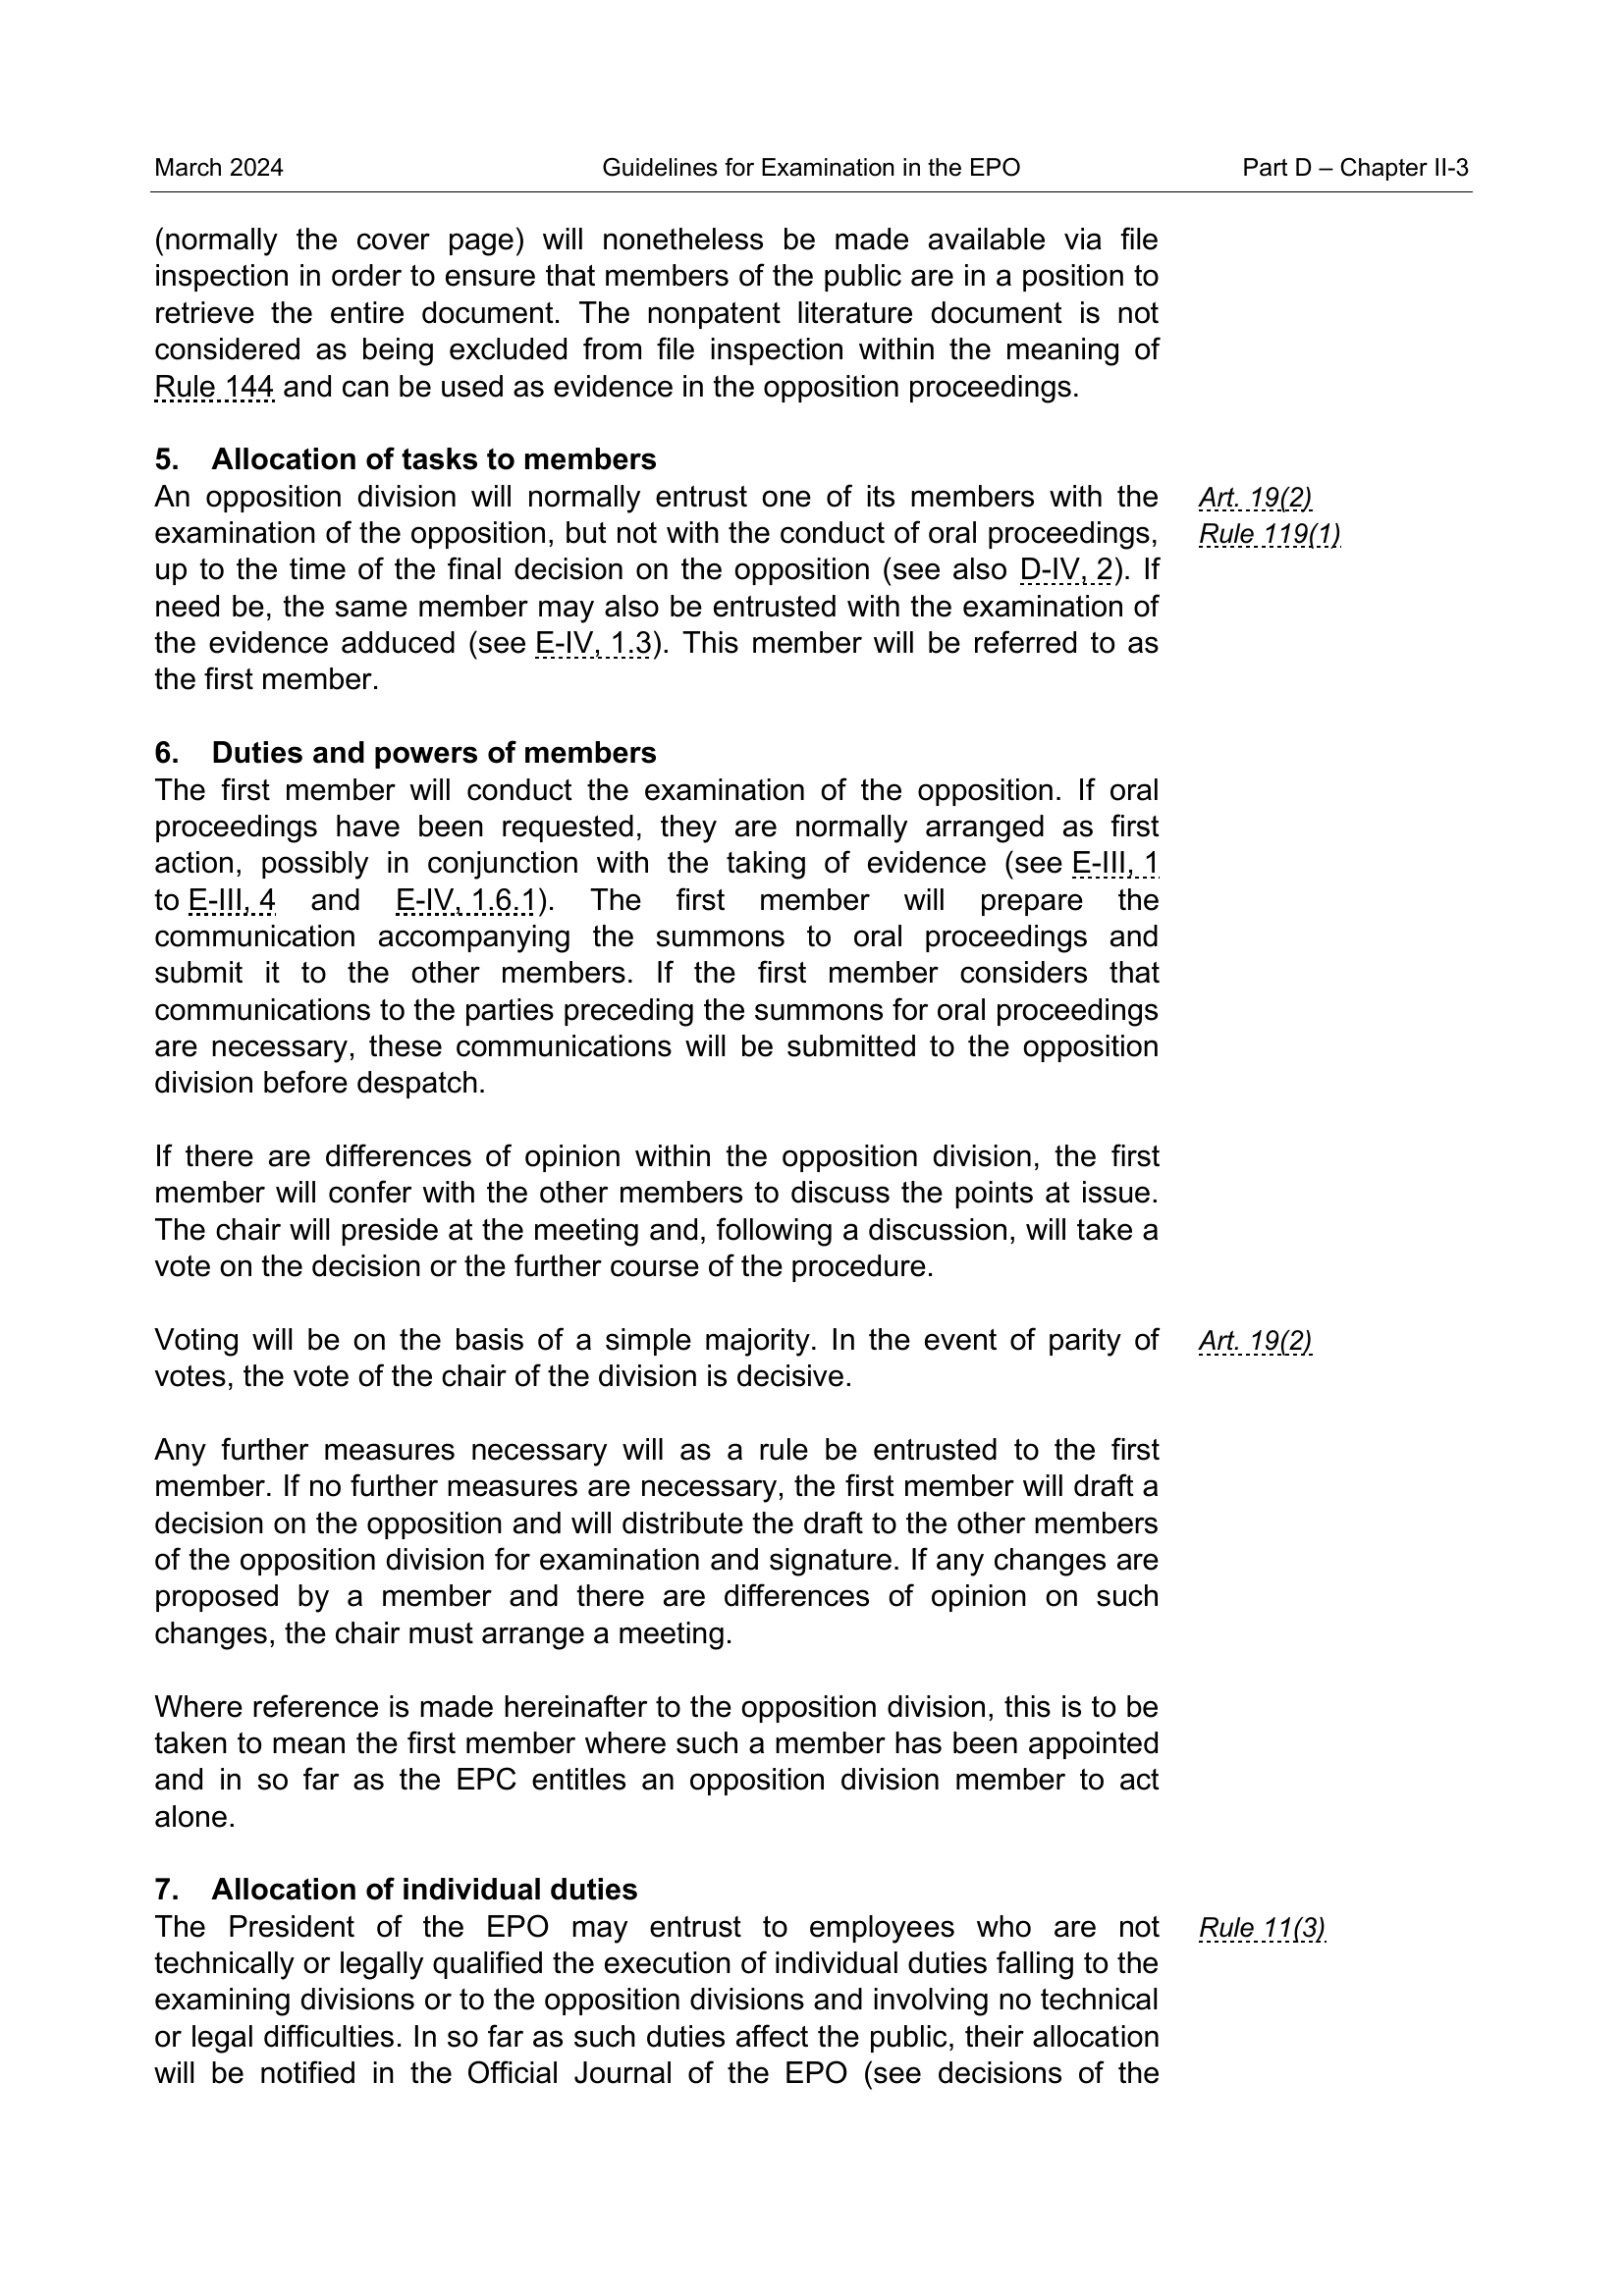 March 2024 Guidelines for Examination in the EPO Part D – Chapter II-3
(normally the cover page) will nonetheless be made available via file
inspection in order to ensure that members of the public are in a position to
retrieve the entire document. The nonpatent literature document is not
considered as being excluded from file inspection within the meaning of
Rule 144 and can be used as evidence in the opposition proceedings.
5. Allocation of tasks to members
An opposition division will normally entrust one of its members with the Art. 19(2)
examination of the opposition, but not with the conduct of oral proceedings, Rule 119(1)
up to the time of the final decision on the opposition (see also D-IV, 2). If
need be, the same member may also be entrusted with the examination of
the evidence adduced (see E-IV, 1.3). This member will be referred to as
the first member.
6. Duties and powers of members
The first member will conduct the examination of the opposition. If oral
proceedings have been requested, they are normally arranged as first
action, possibly in conjunction with the taking of evidence (see E-III, 1
to E-III, 4 and E-IV, 1.6.1). The first member will prepare the
communication accompanying the summons to oral proceedings and
submit it to the other members. If the first member considers that
communications to the parties preceding the summons for oral proceedings
are necessary, these communications will be submitted to the opposition
division before despatch.
If there are differences of opinion within the opposition division, the first
member will confer with the other members to discuss the points at issue.
The chair will preside at the meeting and, following a discussion, will take a
vote on the decision or the further course of the procedure.
Voting will be on the basis of a simple majority. In the event of parity of Art. 19(2)
votes, the vote of the chair of the division is decisive.
Any further measures necessary will as a rule be entrusted to the first
member. If no further measures are necessary, the first member will draft a
decision on the opposition and will distribute the draft to the other members
of the opposition division for examination and signature. If any changes are
proposed by a member and there are differences of opinion on such
changes, the chair must arrange a meeting.
Where reference is made hereinafter to the opposition division, this is to be
taken to mean the first member where such a member has been appointed
and in so far as the EPC entitles an opposition division member to act
alone.
7. Allocation of individual duties
The President of the EPO may entrust to employees who are not Rule 11(3)
technically or legally qualified the execution of individual duties falling to the
examining divisions or to the opposition divisions and involving no technical
or legal difficulties. In so far as such duties affect the public, their allocation
will be notified in the Official Journal of the EPO (see decisions of the